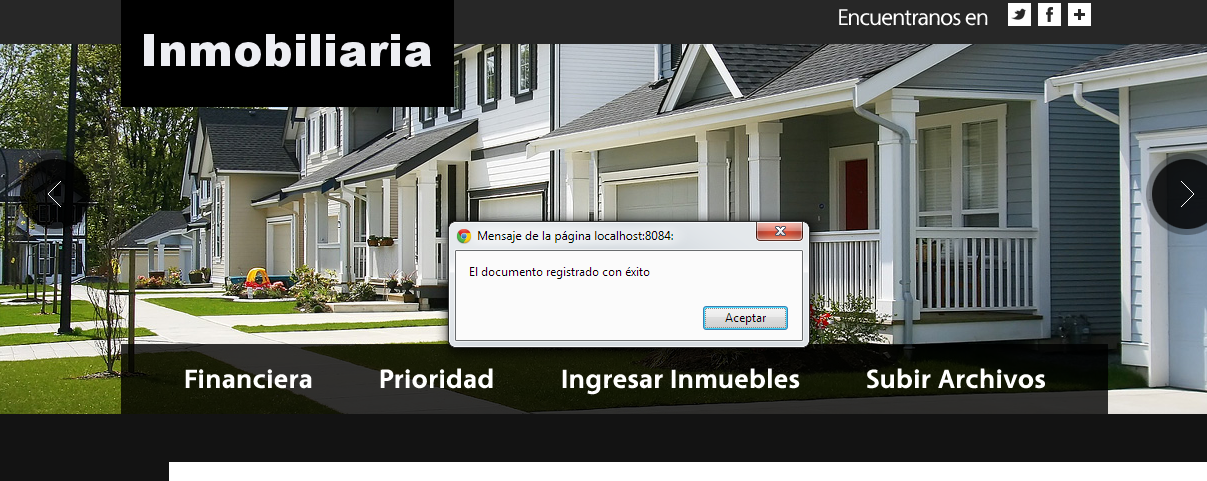 Encuentranos en
Inmobiliaria
Mensaje de la página localhost:8084:
El documento registrado con éxito
Aceptar
Financiera Prioridad Ingresar Inmuebles Subir Archivos